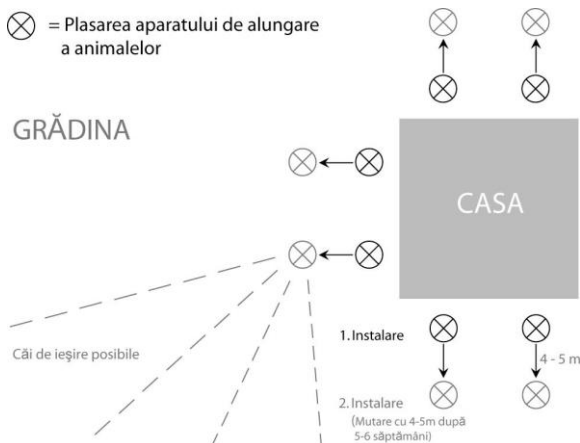 = Plasarea aparatului de alungare
a animalelor
GRĂDINA
CASA
Căi de ieşire posibile
1. Instalare
4 - 5 m
2. Instalare
(Mutare cu 4-5m după
5-6 săptămâni)